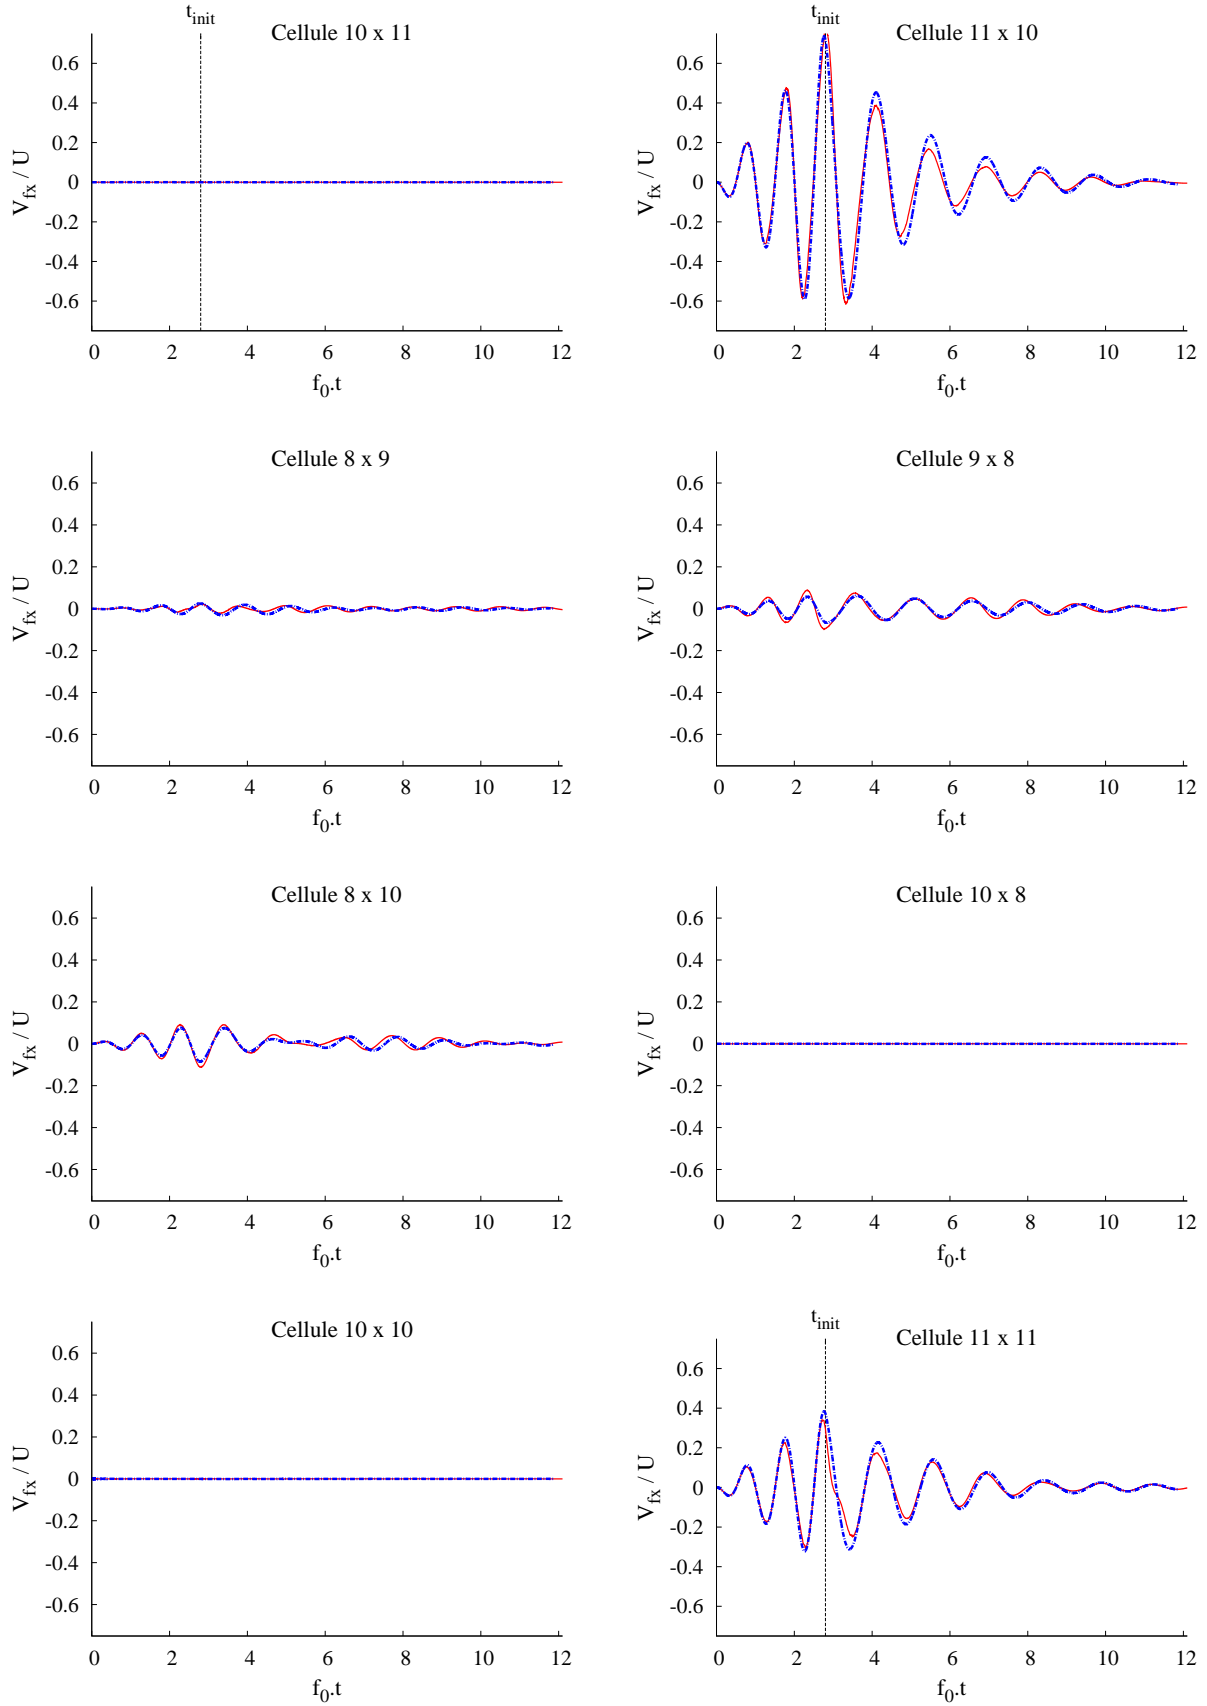 t_init
Cellule 10 x 11
0.6
0.4
0.2
0
-0.2
-0.4
-0.6
V_fx / U
0 2 4 6 8 10 12
f_0.t
t_init
Cellule 11 x 10
0.6
0.4
0.2
0
-0.2
-0.4
-0.6
V_fx / U
0 2 4 6 8 10 12
f_0.t
Cellule 8 x 9
0.6
0.4
0.2
0
-0.2
-0.4
-0.6
V_fx / U
0 2 4 6 8 10 12
f_0.t
Cellule 9 x 8
0.6
0.4
0.2
0
-0.2
-0.4
-0.6
V_fx / U
0 2 4 6 8 10 12
f_0.t
Cellule 8 x 10
0.6
0.4
0.2
0
-0.2
-0.4
-0.6
V_fx / U
0 2 4 6 8 10 12
f_0.t
Cellule 10 x 8
0.6
0.4
0.2
0
-0.2
-0.4
-0.6
V_fx / U
0 2 4 6 8 10 12
f_0.t
Cellule 10 x 10
0.6
0.4
0.2
0
-0.2
-0.4
-0.6
V_fx / U
0 2 4 6 8 10 12
f_0.t
t_init
Cellule 11 x 11
0.6
0.4
0.2
0
-0.2
-0.4
-0.6
V_fx / U
0 2 4 6 8 10 12
f_0.t